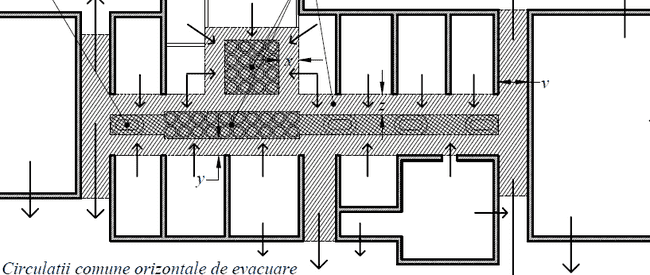 x
v
z
y
Circulatii comune orizontale de evacuare